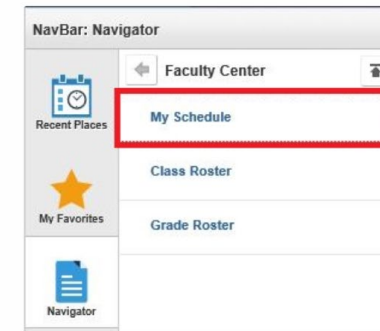 NavBar: Navigator
Faculty Center
Recent Places
My Schedule
Class Roster
My Favorites
Grade Roster
Navigator